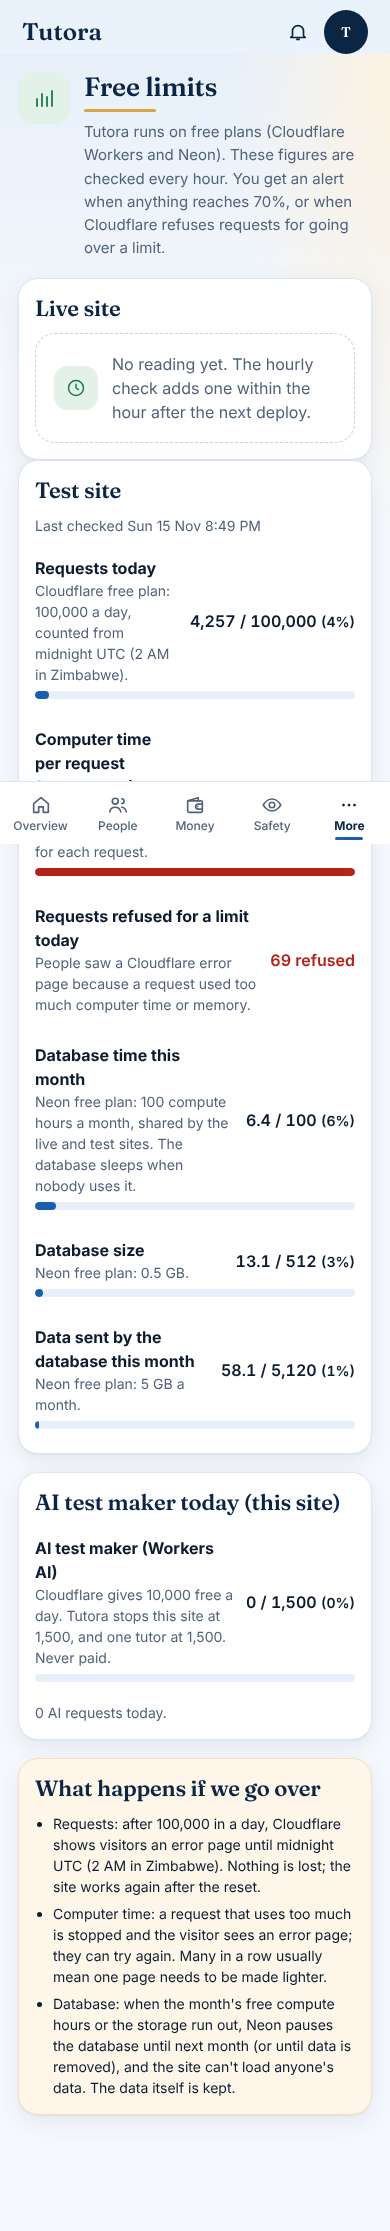 Tutora
T
Free limits
Tutora runs on free plans (Cloudflare
Workers and Neon). These figures are
checked every hour. You get an alert
when anything reaches 70%, or when
Cloudflare refuses requests for going
over a limit.
Live site
No reading yet. The hourly
check adds one within the
hour after the next deploy.
Test site
Last checked Sun 15 Nov 8:49 PM
Requests today
Cloudflare free plan:
100,000 a day,
counted from
midnight UTC (2 AM
in Zimbabwe).
4,257 / 100,000 (4%)
Computer time
per request
Overview
People
Money
Safety
More
for each request.
Requests refused for a limit
today
People saw a Cloudflare error
page because a request used too
much computer time or memory.
69 refused
Database time this
month
Neon free plan: 100 compute
hours a month, shared by the
live and test sites. The
database sleeps when
nobody uses it.
6.4 / 100 (6%)
Database size
Neon free plan: 0.5 GB.
13.1 / 512 (3%)
Data sent by the
database this month
Neon free plan: 5 GB a
month.
58.1 / 5,120 (1%)
AI test maker today (this site)
AI test maker (Workers
AI)
Cloudflare gives 10,000 free a
day. Tutora stops this site at
1,500, and one tutor at 1,500.
Never paid.
0 / 1,500 (0%)
0 AI requests today.
What happens if we go over
• Requests: after 100,000 in a day, Cloudflare
shows visitors an error page until midnight
UTC (2 AM in Zimbabwe). Nothing is lost; the
site works again after the reset.
• Computer time: a request that uses too much
is stopped and the visitor sees an error page;
they can try again. Many in a row usually
mean one page needs to be made lighter.
• Database: when the month's free compute
hours or the storage run out, Neon pauses
the database until next month (or until data is
removed), and the site can't load anyone's
data. The data itself is kept.